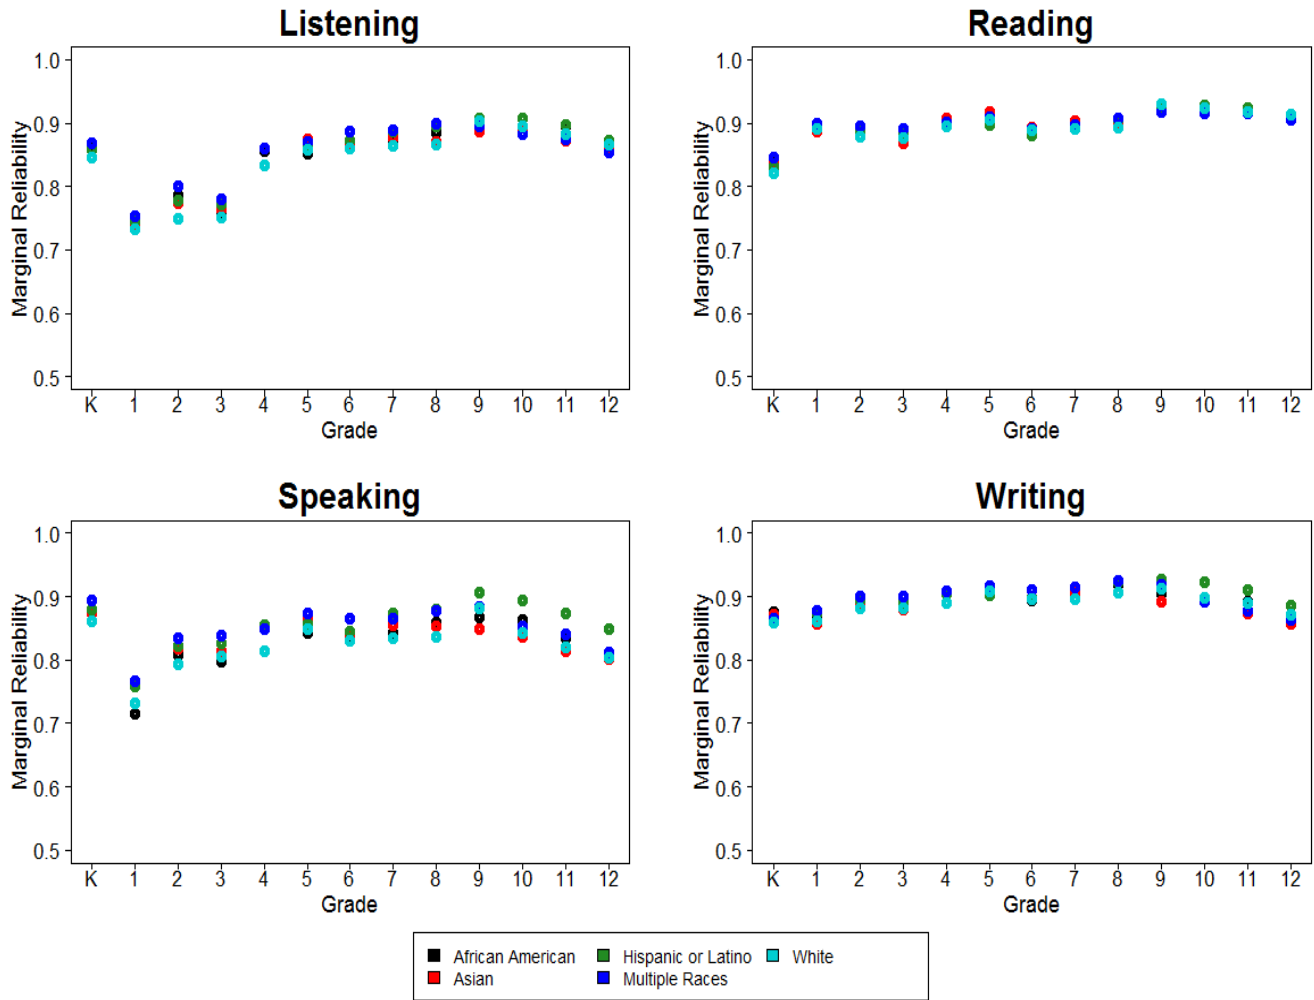 Listening
Marginal Reliability
1.0
0.9
0.8
0.7
0.6
0.5
K 1 2 3 4 5 6 7 8 9 10 11 12
Grade
Reading
Marginal Reliability
1.0
0.9
0.8
0.7
0.6
0.5
K 1 2 3 4 5 6 7 8 9 10 11 12
Grade
Speaking
Marginal Reliability
1.0
0.9
0.8
0.7
0.6
0.5
K 1 2 3 4 5 6 7 8 9 10 11 12
Grade
Writing
Marginal Reliability
1.0
0.9
0.8
0.7
0.6
0.5
K 1 2 3 4 5 6 7 8 9 10 11 12
Grade
African American Hispanic or Latino White
Asian Multiple Races